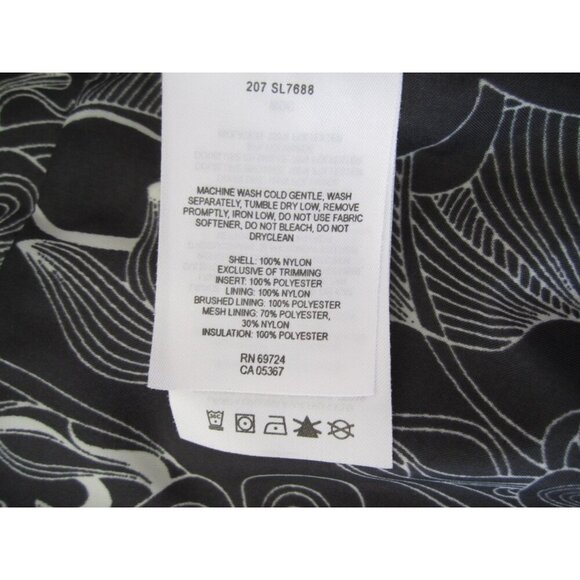 207 SL7688
MACHINE WASH COLD GENTLE, WASH
SEPARATELY, TUMBLE DRY LOW, REMOVE
PROMPTLY, IRON LOW, DO NOT USE FABRIC
SOFTENER, DO NOT BLEACH, DO NOT
DRYCLEAN
SHELL: 100% NYLON
EXCLUSIVE OF TRIMMING
INSERT: 100% POLYESTER
LINING: 100% NYLON
BRUSHED LINING: 100% POLYESTER
MESH LINING: 70% POLYESTER,
30% NYLON
INSULATION: 100% POLYESTER
RN 69724
CA 05367